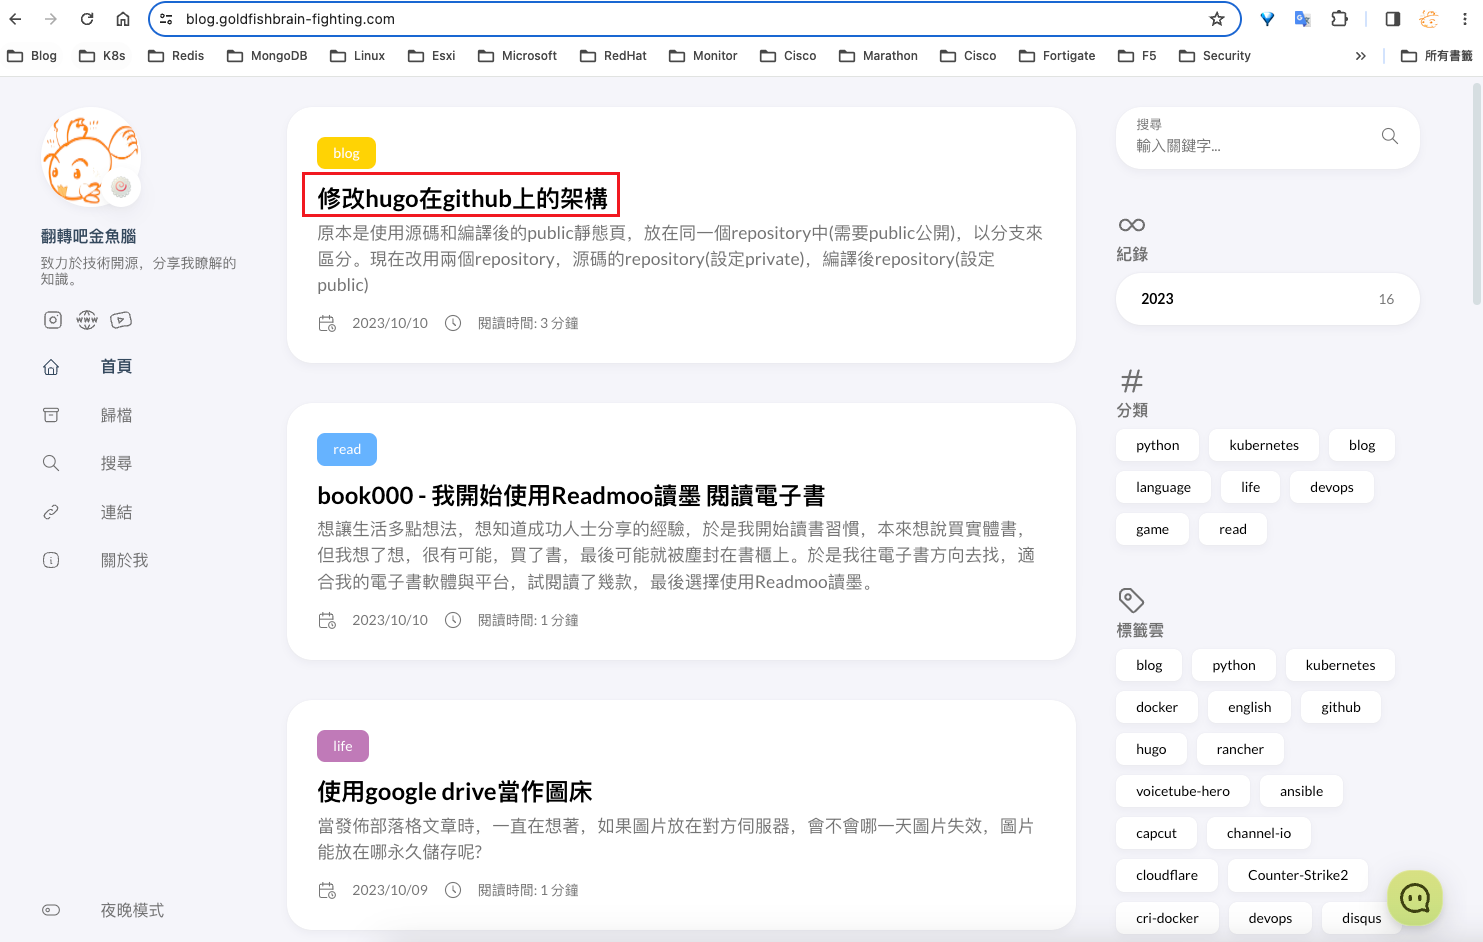 blog.goldfishbrain-fighting.com
Blog
K8s
Redis
MongoDB
Linux
Esxi
Microsoft
RedHat
Monitor
Cisco
Marathon
Cisco
Fortigate
F5
Security
所有書籤
翻轉吧金魚腦
致力於技術開源，分享我瞭解的
知識。
WWW
首頁
歸檔
搜尋
連結
關於我
夜晚模式
blog
修改hugo在github上的架構
原本是使用源碼和編譯後的public靜態頁，放在同一個repository中(需要public公開)，以分支來
區分。現在改用兩個repository，源碼的repository(設定private)，編譯後repository(設定
public)
2023/10/10
閱讀時間: 3 分鐘
read
book000 - 我開始使用Readmoo讀墨 閱讀電子書
想讓生活多點想法，想知道成功人士分享的經驗，於是我開始讀書習慣，本來想說買實體書，
但我想了想，很有可能，買了書，最後可能就被塵封在書櫃上。於是我往電子書方向去找，適
合我的電子書軟體與平台，試閱讀了幾款，最後選擇使用Readmoo讀墨。
2023/10/10
閱讀時間: 1 分鐘
life
使用google drive當作圖床
當發佈部落格文章時，一直在想著，如果圖片放在對方伺服器，會不會哪一天圖片失效，圖片
能放在哪永久儲存呢?
2023/10/09
閱讀時間: 1 分鐘
搜尋
輸入關鍵字...
紀錄
2023
16
分類
python
kubernetes
blog
language
life
devops
game
read
標籤雲
blog
python
kubernetes
docker
english
github
hugo
rancher
voicetube-hero
ansible
capcut
channel-io
cloudflare
Counter-Strike2
cri-docker
devops
disqus